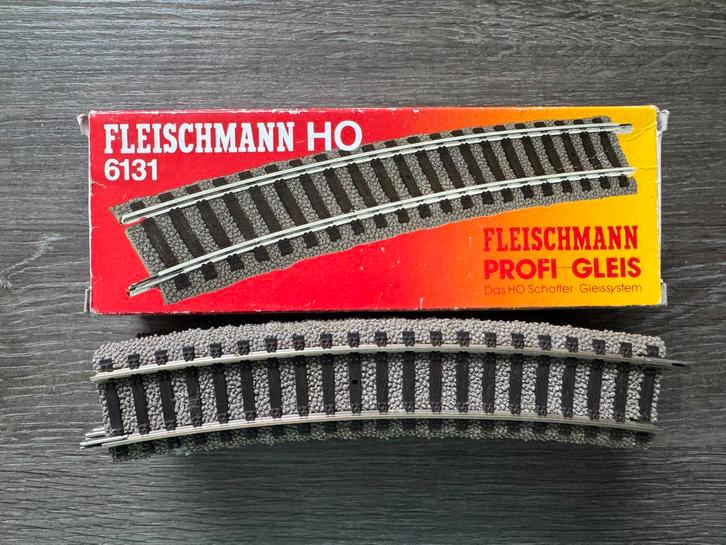 FLEISCHMANN HO
6131
FLEISCHMANN
PROFI-GLEIS
Das HO Schotter-Gleissystem